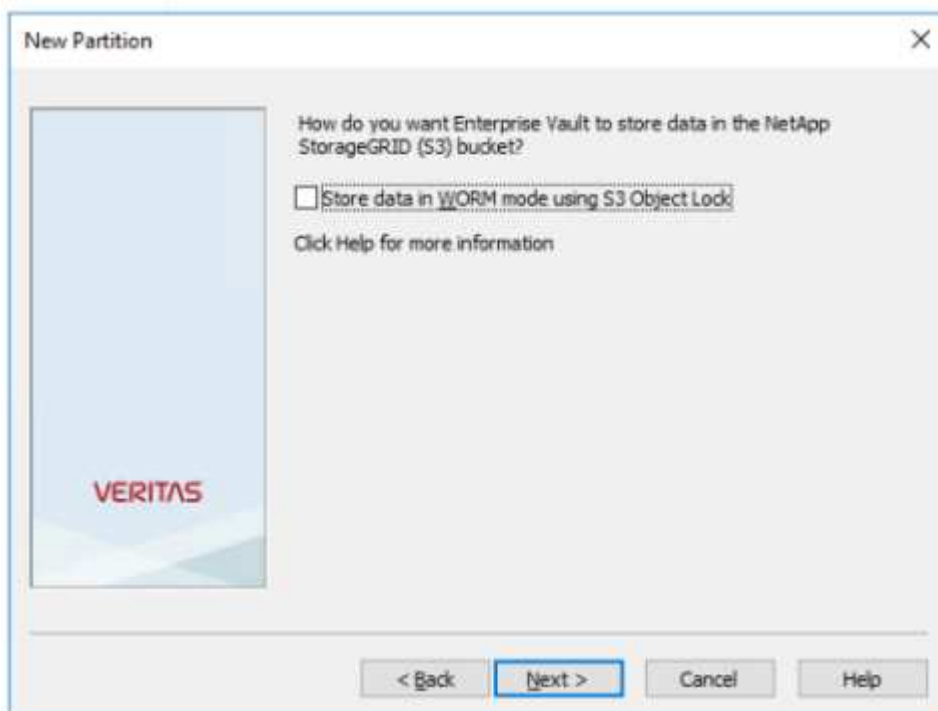 New Partition
How do you want Enterprise Vault to store data in the NetApp
StorageGRID (S3) bucket?
Store data in WORM mode using S3 Object Lock
Click Help for more information
VERITAS
< Back
Next >
Cancel
Help